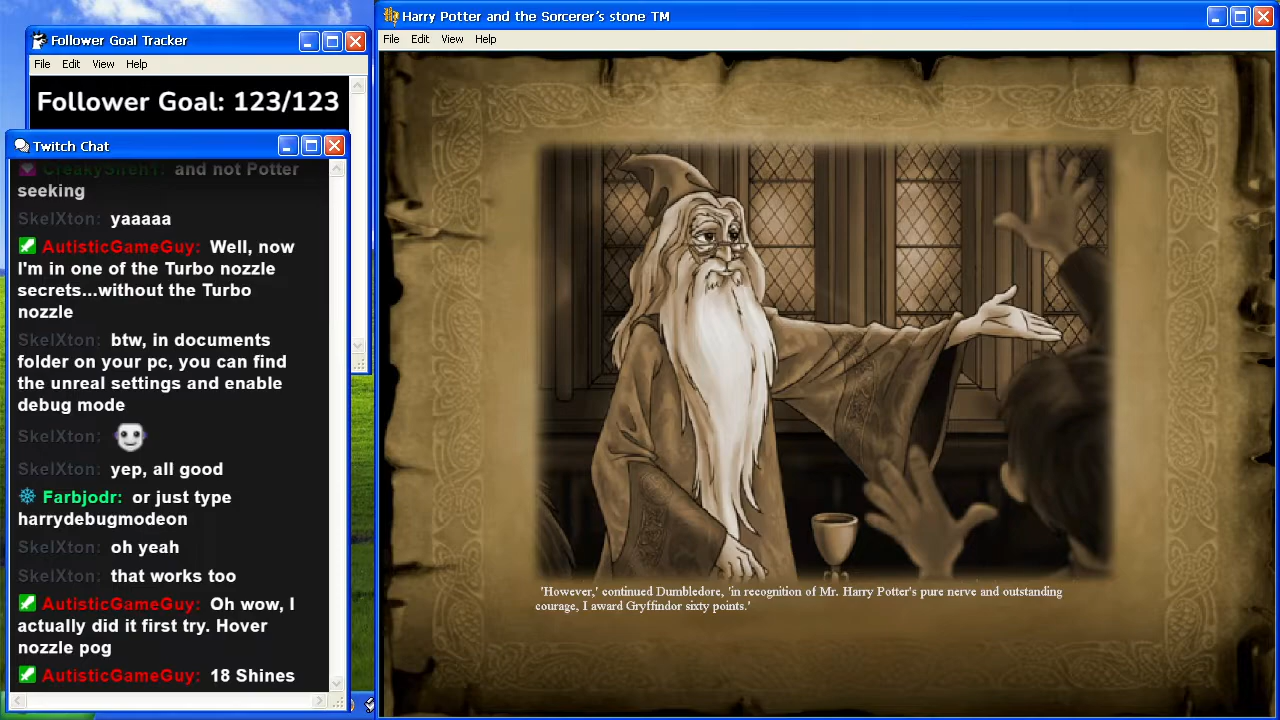 Follower Goal Tracker
File Edit View Help
Follower Goal: 123/123
Twitch Chat
CreakySiren1: and not Potter
seeking
SkelXton: yaaaaa
AutisticGameGuy: Well, now
I'm in one of the Turbo nozzle
secrets...without the Turbo
nozzle
SkelXton: btw, in documents
folder on your pc, you can find
the unreal settings and enable
debug mode
SkelXton:
SkelXton: yep, all good
Farbjodr: or just type
harrydebugmodeon
SkelXton: oh yeah
SkelXton: that works too
AutisticGameGuy: Oh wow, I
actually did it first try. Hover
nozzle pog
AutisticGameGuy: 18 Shines
Harry Potter and the Sorcerer's stone TM
File Edit View Help
'However,' continued Dumbledore, 'in recognition of Mr. Harry Potter's pure nerve and outstanding
courage, I award Gryffindor sixty points.'